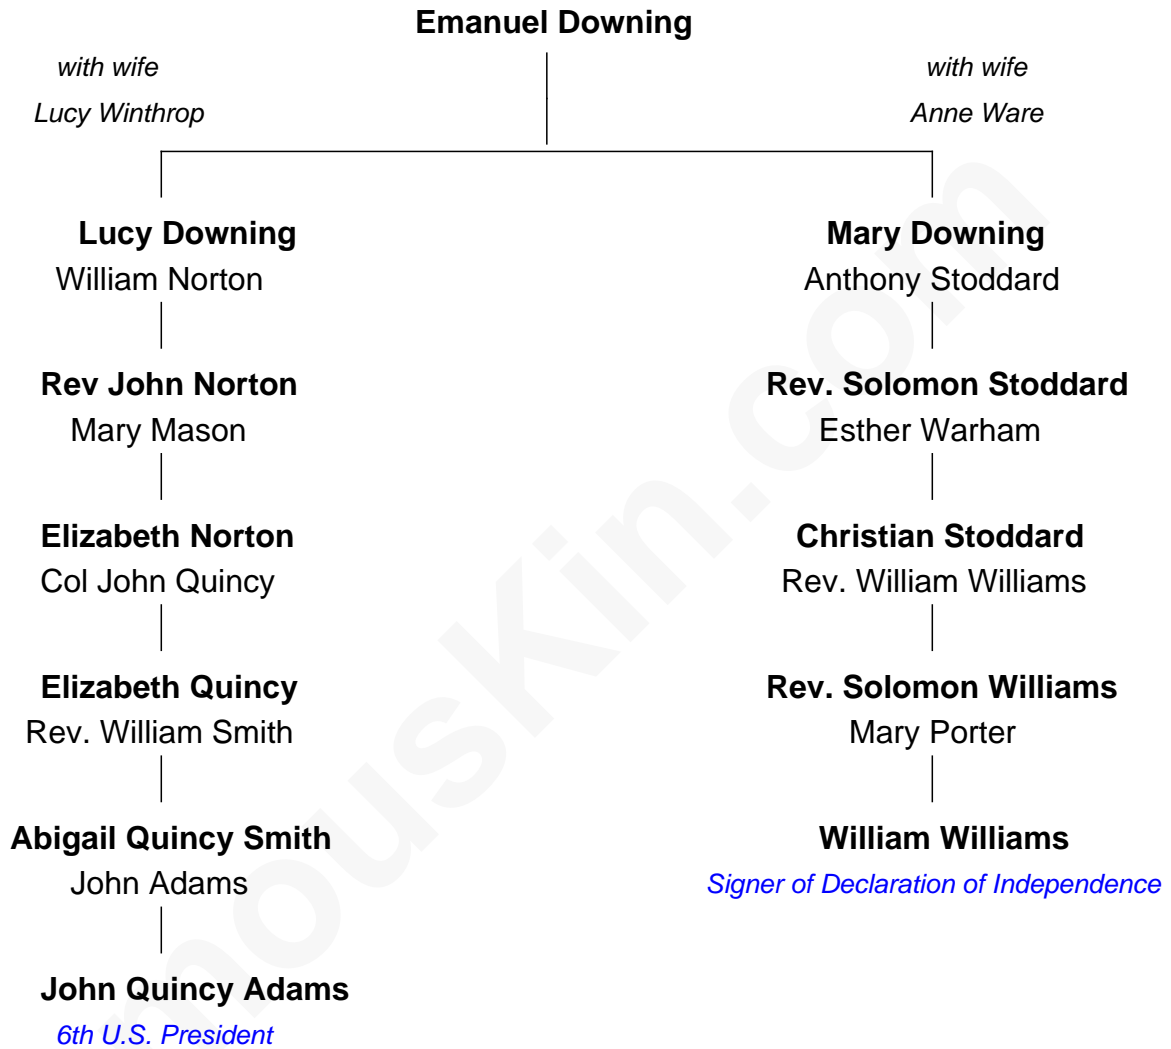 Emanuel Downing
with wife
Lucy Winthrop
with wife
Anne Ware
Lucy Downing
William Norton
Mary Downing
Anthony Stoddard
Rev John Norton
Mary Mason
Rev. Solomon Stoddard
Esther Warham
Elizabeth Norton
Col John Quincy
Christian Stoddard
Rev. William Williams
Elizabeth Quincy
Rev. William Smith
Rev. Solomon Williams
Mary Porter
Abigail Quincy Smith
John Adams
William Williams
Signer of Declaration of Independence
John Quincy Adams
6th U.S. President
mousKin.com